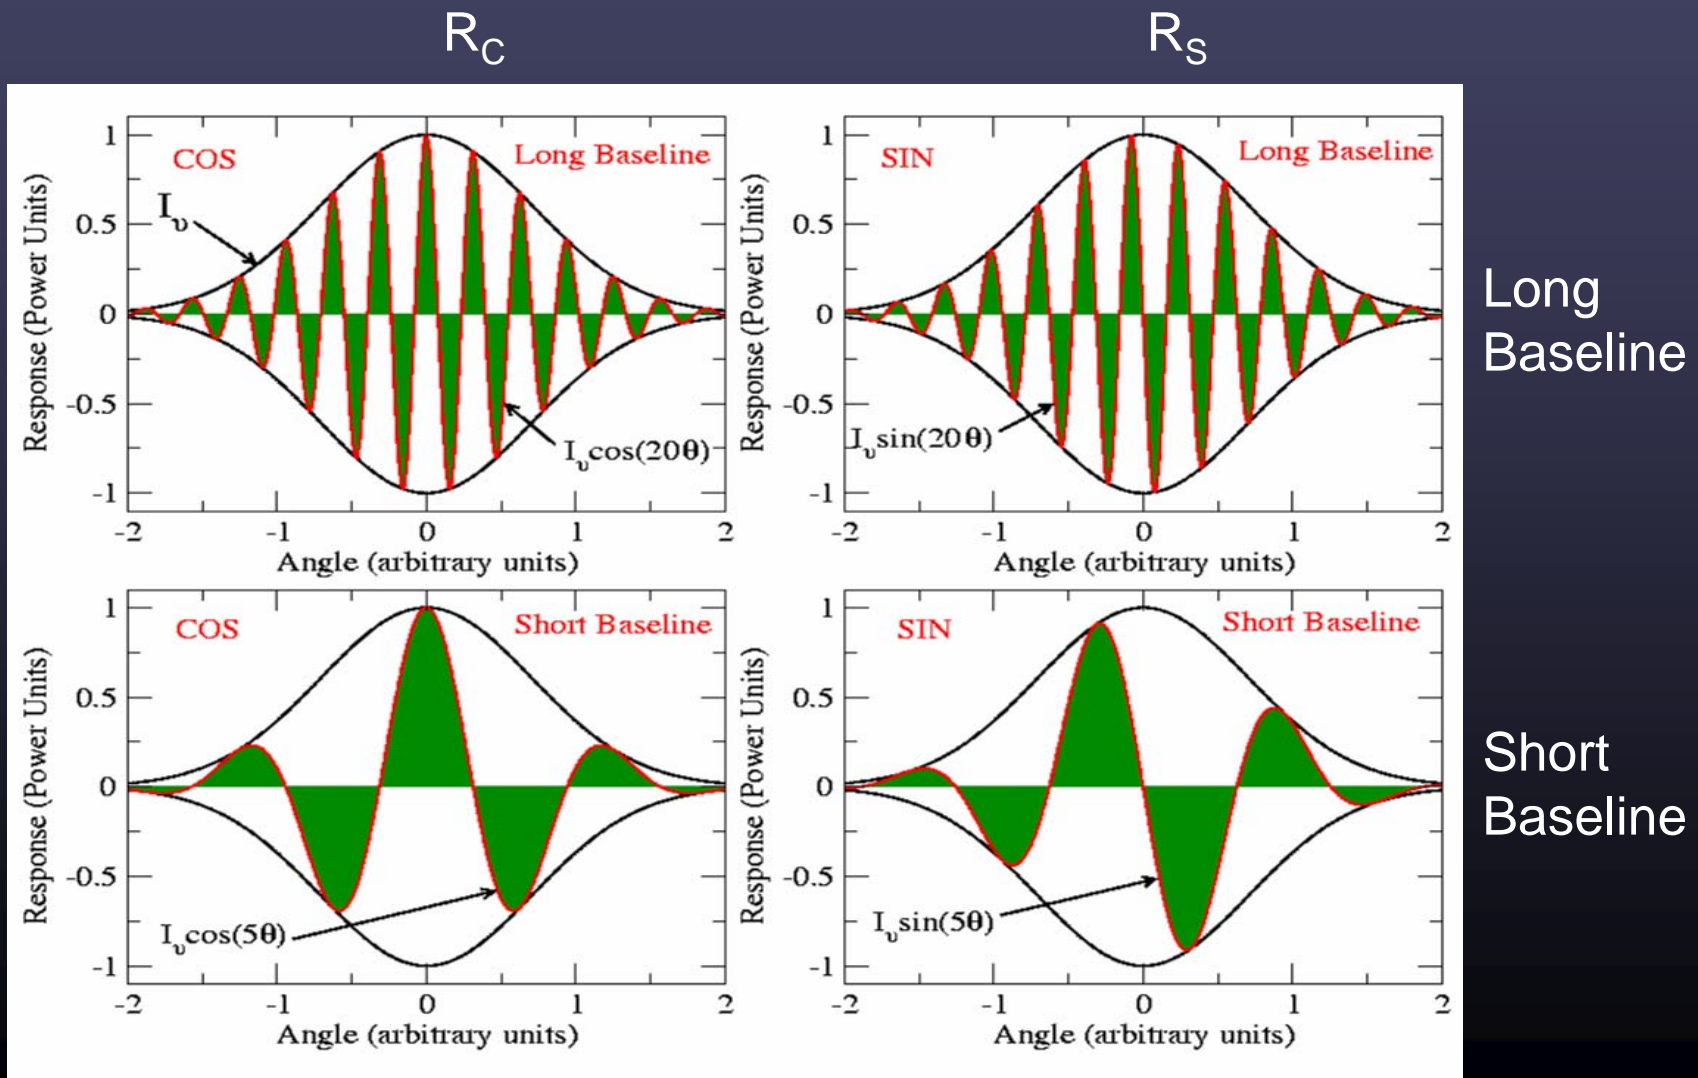 R_C
R_S
COS
Long Baseline
I_υ
I_υcos(20θ)
Response (Power Units)
1
0.5
0
-0.5
-1
-2
-1
0
1
2
Angle (arbitrary units)
SIN
Long Baseline
I_υsin(20θ)
Response (Power Units)
1
0.5
0
-0.5
-1
-2
-1
0
1
2
Angle (arbitrary units)
Long
Baseline
COS
Short Baseline
I_υcos(5θ)
Response (Power Units)
1
0.5
0
-0.5
-1
-2
-1
0
1
2
Angle (arbitrary units)
SIN
Short Baseline
I_υsin(5θ)
Response (Power Units)
1
0.5
0
-0.5
-1
-2
-1
0
1
2
Angle (arbitrary units)
Short
Baseline